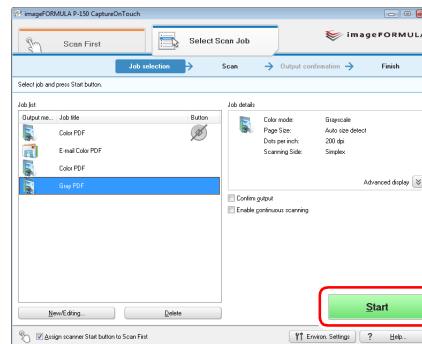 imageFORMULA P-150 CaptureOnTouch
Scan First
Select Scan Job
imageFORMULA
Job selection
Scan
Output confirmation
Finish
Select job and press Start button.
Job list
Output me... Job title Button
Color PDF
E-mail Color PDF
Color PDF
Gray PDF
New/Editing...
Delete
Job details
Color mode: Grayscale
Page Size: Auto size detect
Dots per inch: 200 dpi
Scanning Side: Simplex
Advanced display
Confirm output
Enable continuous scanning
Start
Assign scanner Start button to Scan First
Environ. Settings
? Help...